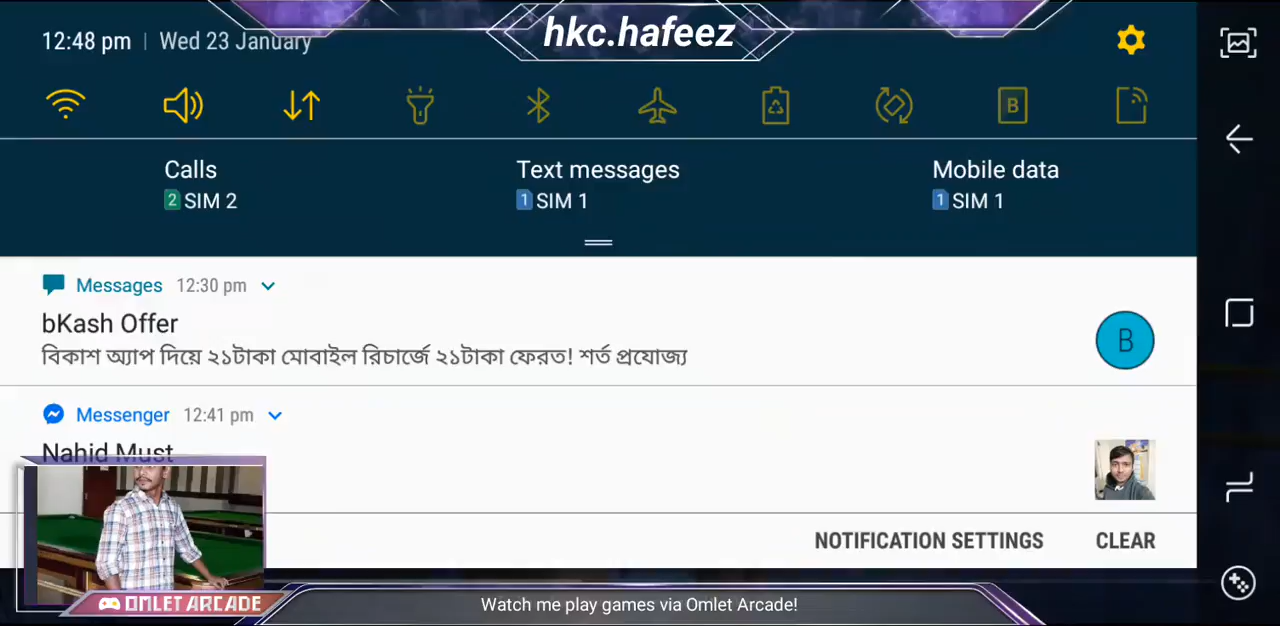 hkc.hafeez
12:48 pm | Wed 23 January
B
Calls
2 SIM 2
Text messages
1 SIM 1
Mobile data
1 SIM 1
Messages 12:30 pm
bKash Offer
বিকাশ অ্যাপ দিয়ে ২১টাকা মোবাইল রিচার্জে ২১টাকা ফেরত! শর্ত প্রযোজ্য
B
Messenger 12:41 pm
Nahid Must
NOTIFICATION SETTINGS
CLEAR
OMLET ARCADE
Watch me play games via Omlet Arcade!